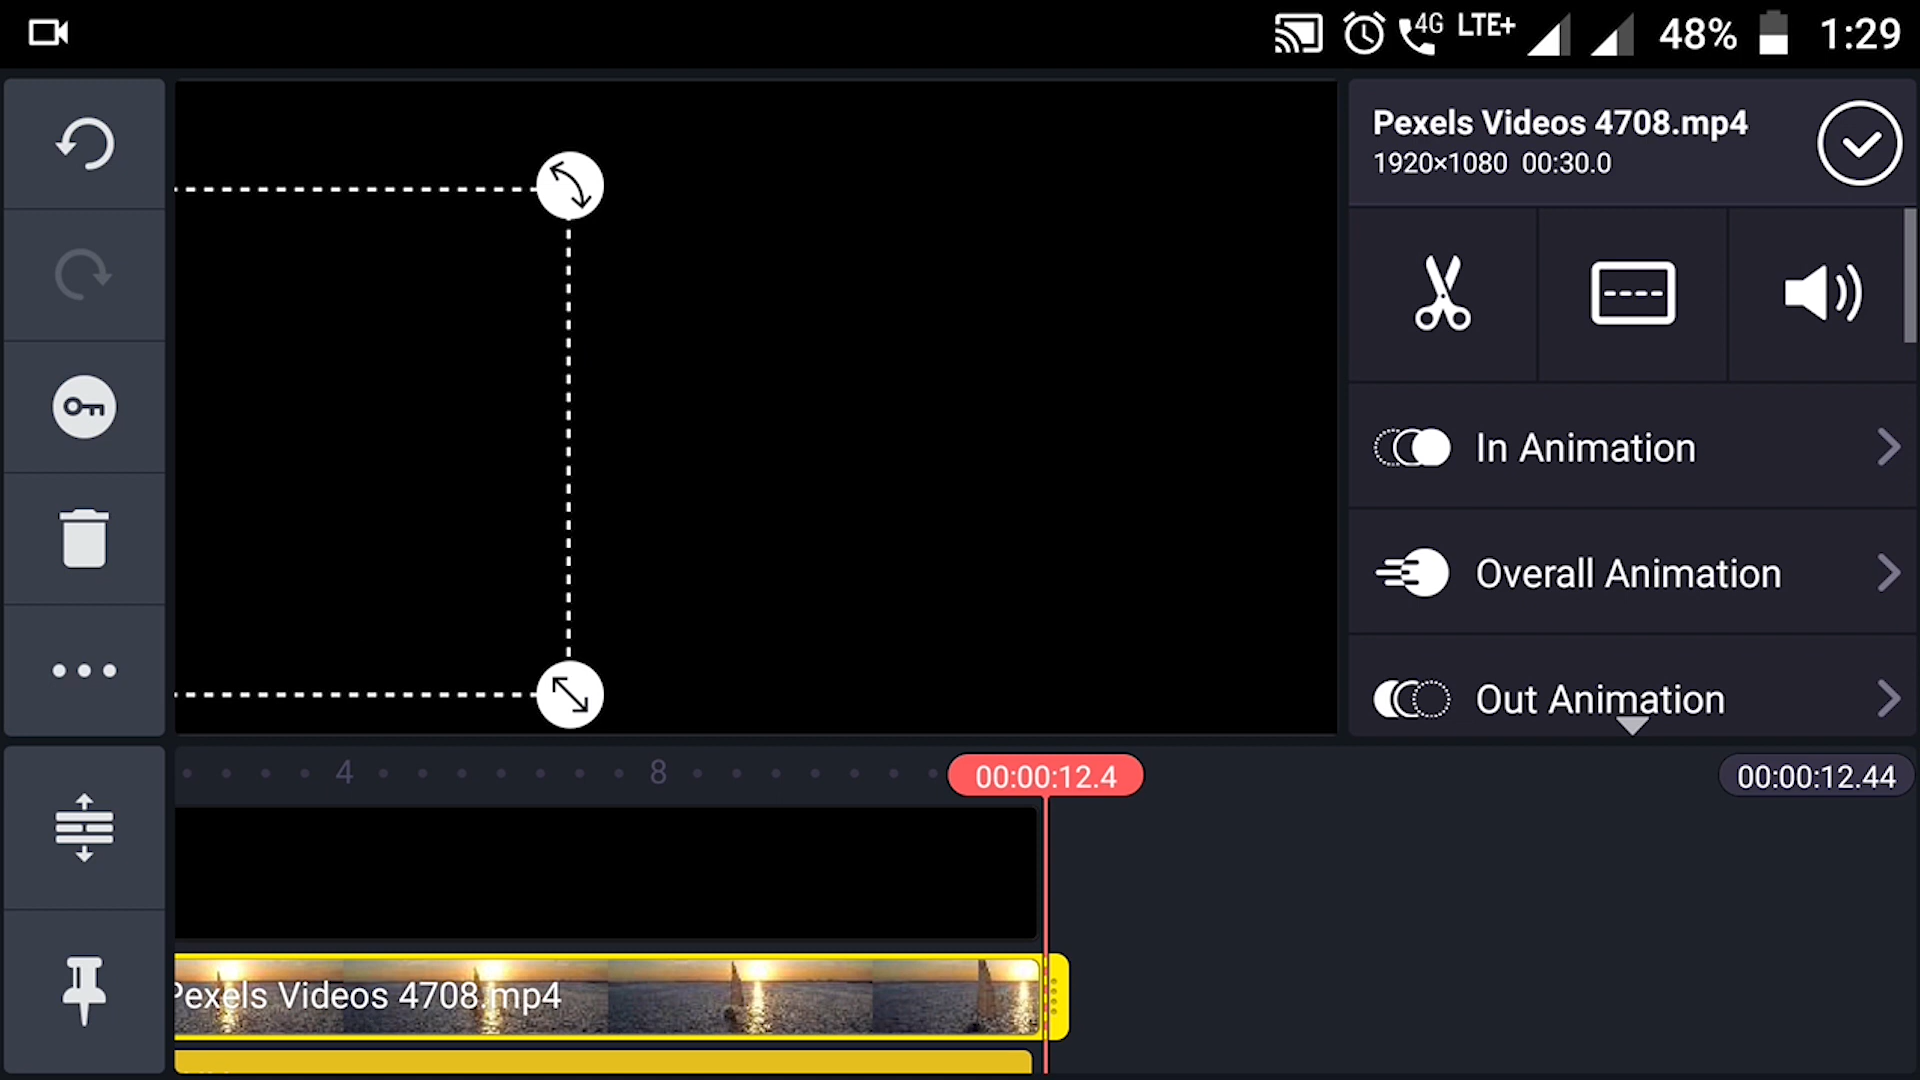 4G LTE+ 48% 1:29
Pexels Videos 4708.mp4
1920×1080 00:30.0
In Animation
Overall Animation
Out Animation
4 8 00:00:12.4 00:00:12.44
Pexels Videos 4708.mp4